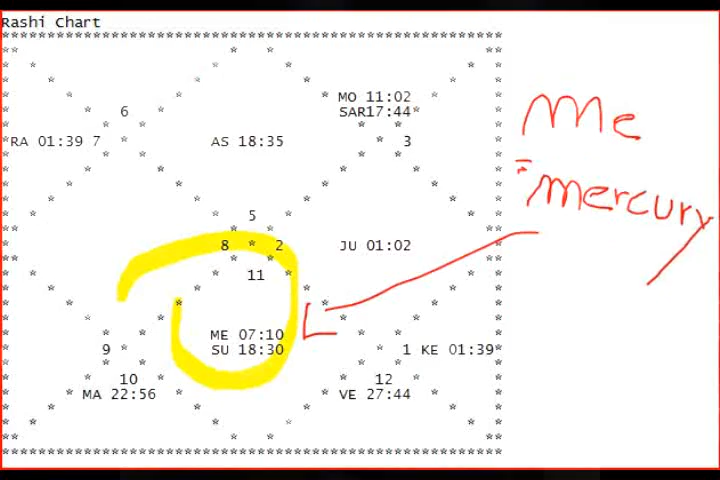 Rashi Chart
MO 11:02
6 SAR17:44
RA 01:39 7 AS 18:35 3
5
8 2 JU 01:02
11
ME 07:10
9 SU 18:30 1 KE 01:39
10 12
MA 22:56 VE 27:44
Me
= mercury